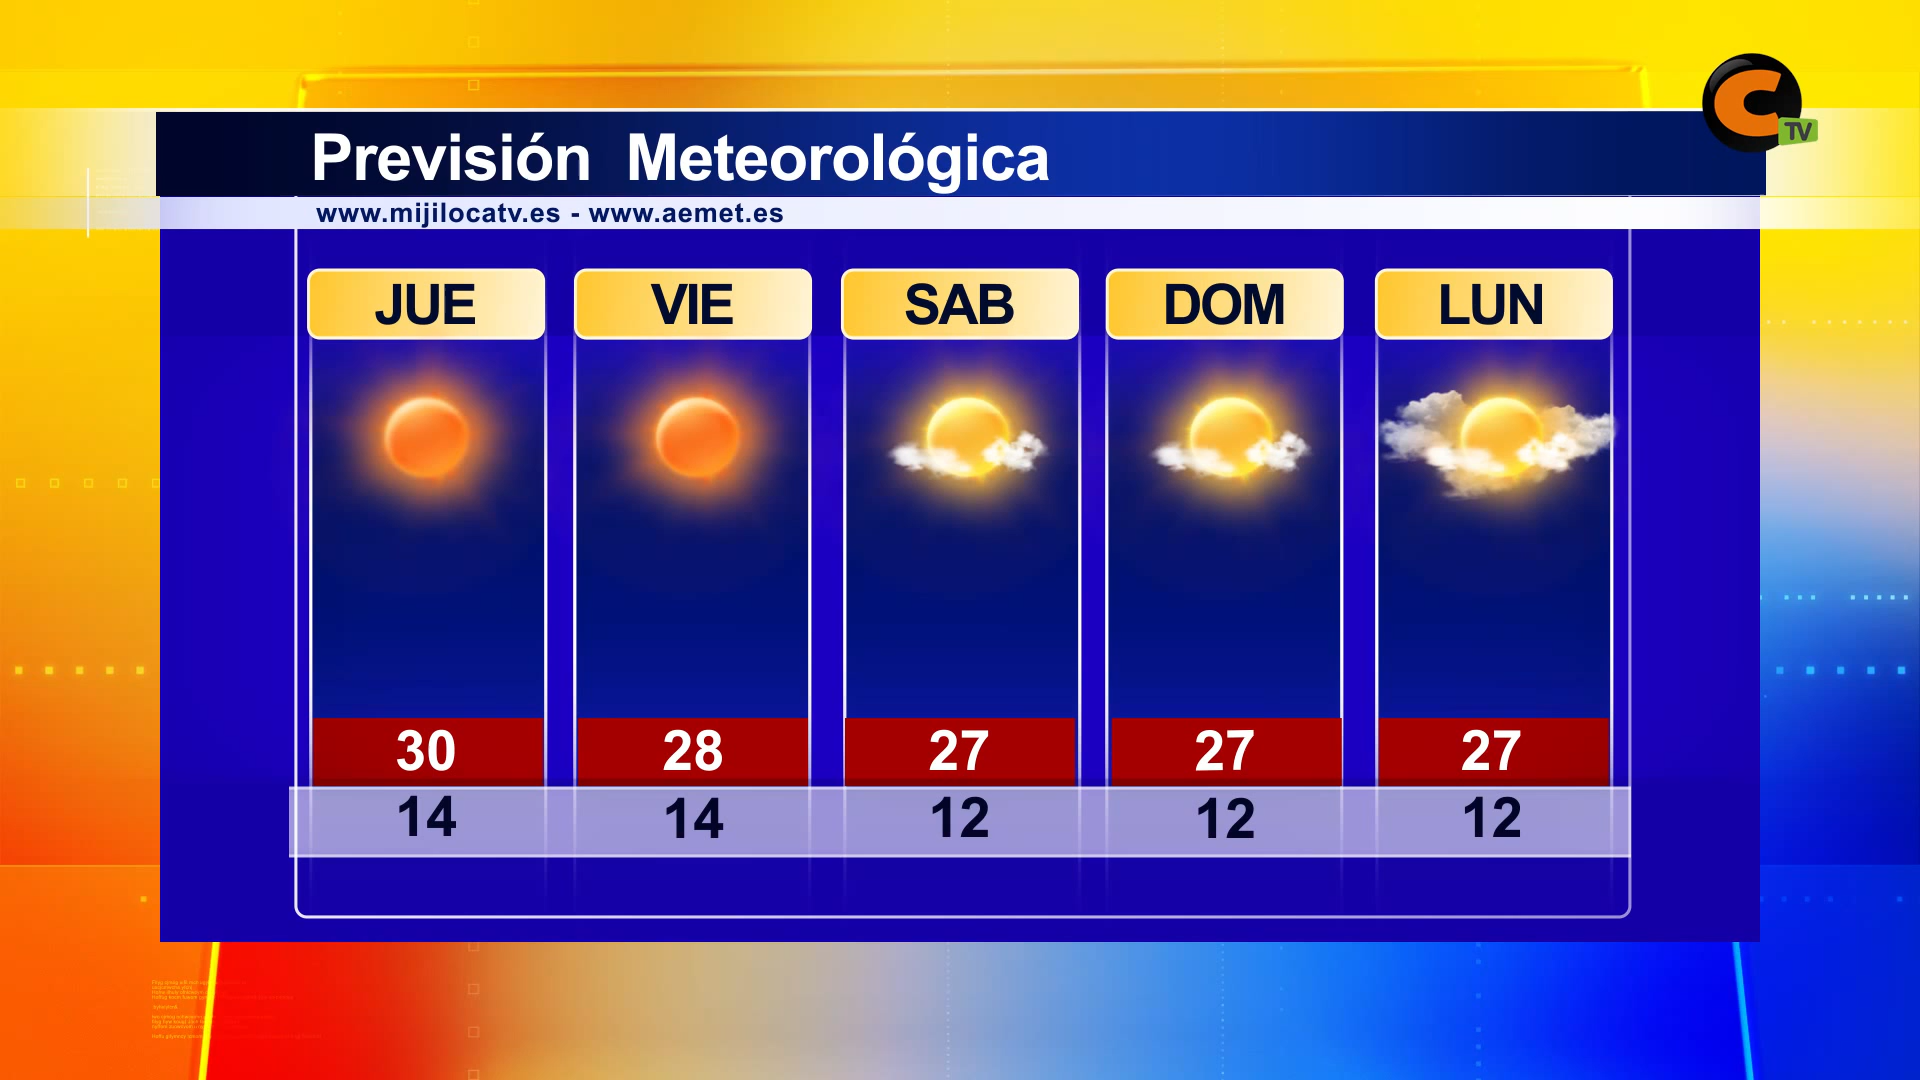 Previsión Meteorológica
C TV
www.mijilocatv.es - www.aemet.es
JUE VIE SAB DOM LUN
30 28 27 27 27
14 14 12 12 12